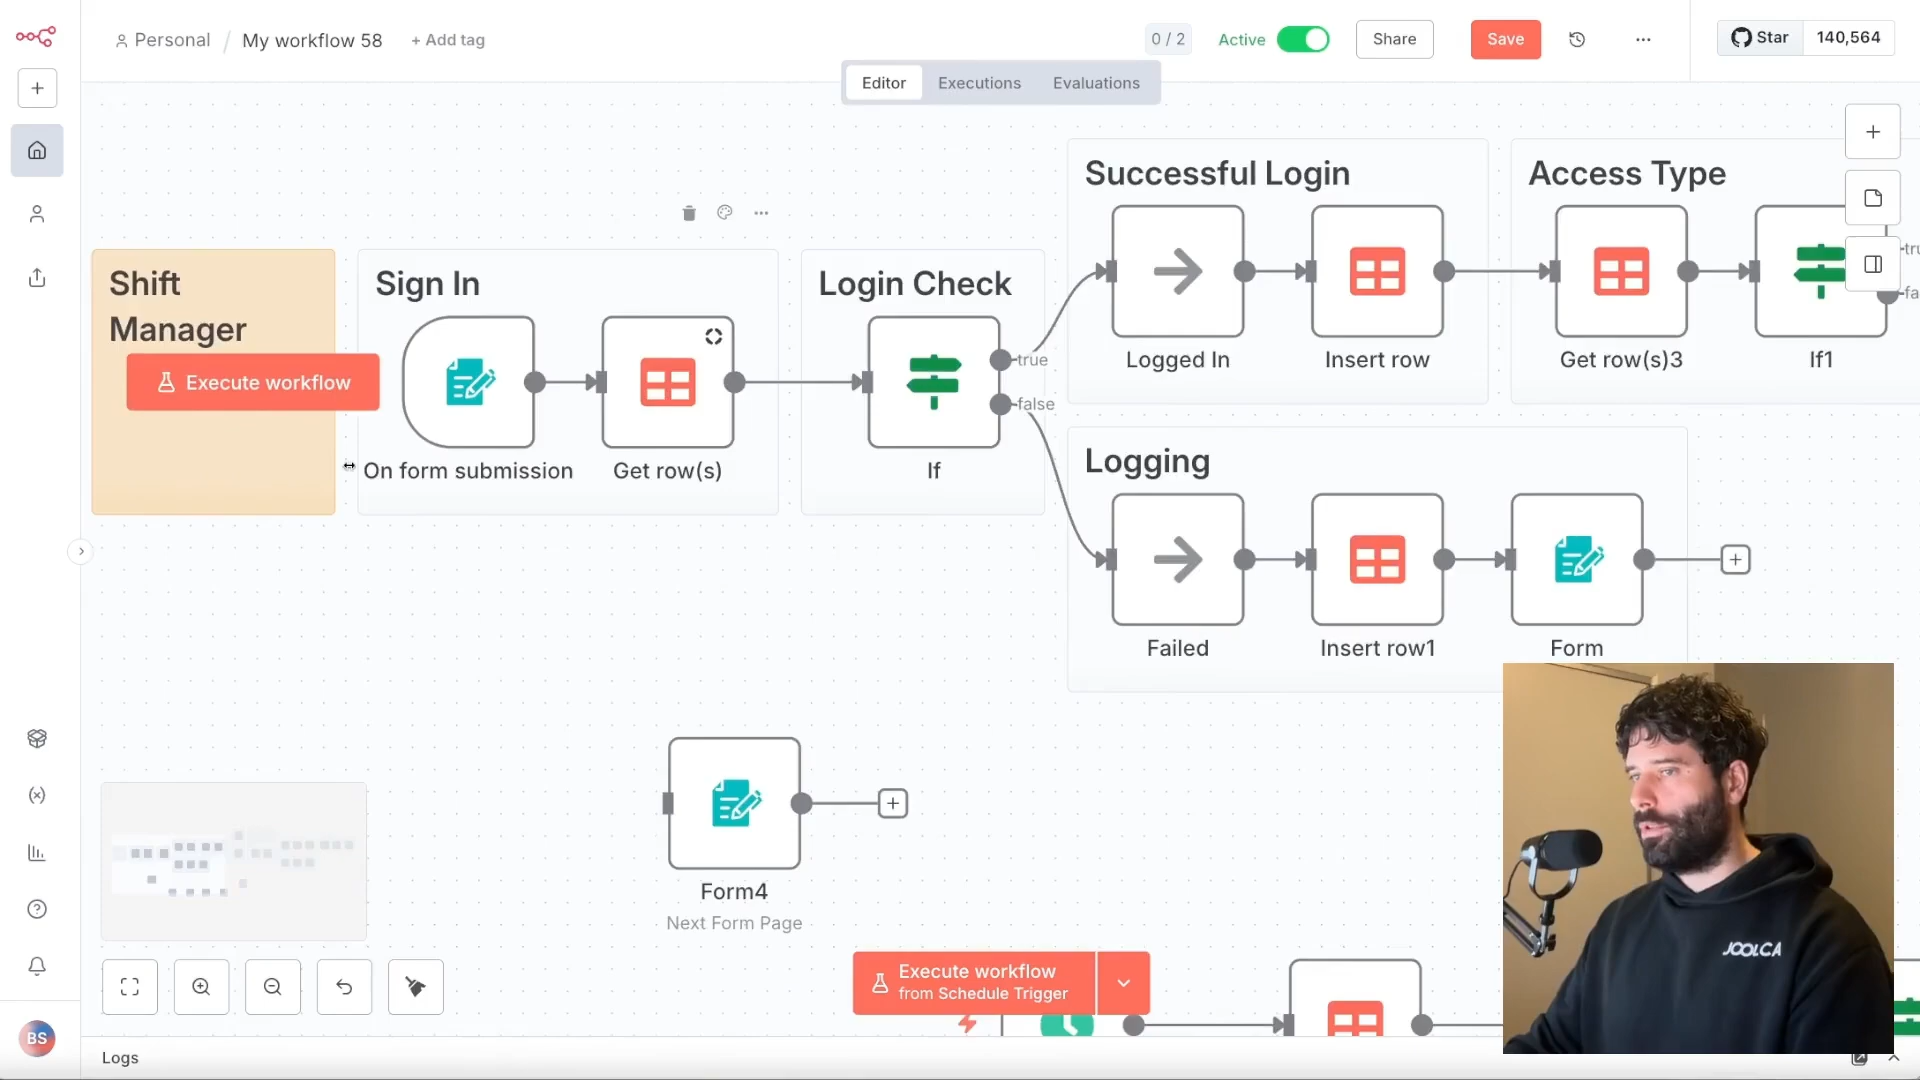 Personal / My workflow 58 + Add tag
0 / 2 Active Share Save ... Star 140,564
Editor Executions Evaluations
Successful Login
Access Type
Shift
Manager
Sign In
Login Check
Execute workflow
true
false
Logged In
Insert row
Get row(s)3
If1
tru
fa
On form submission
Get row(s)
If
Logging
Failed
Insert row1
Form
Form4
Next Form Page
Execute workflow
from Schedule Trigger
JOOLCA
BS
Logs